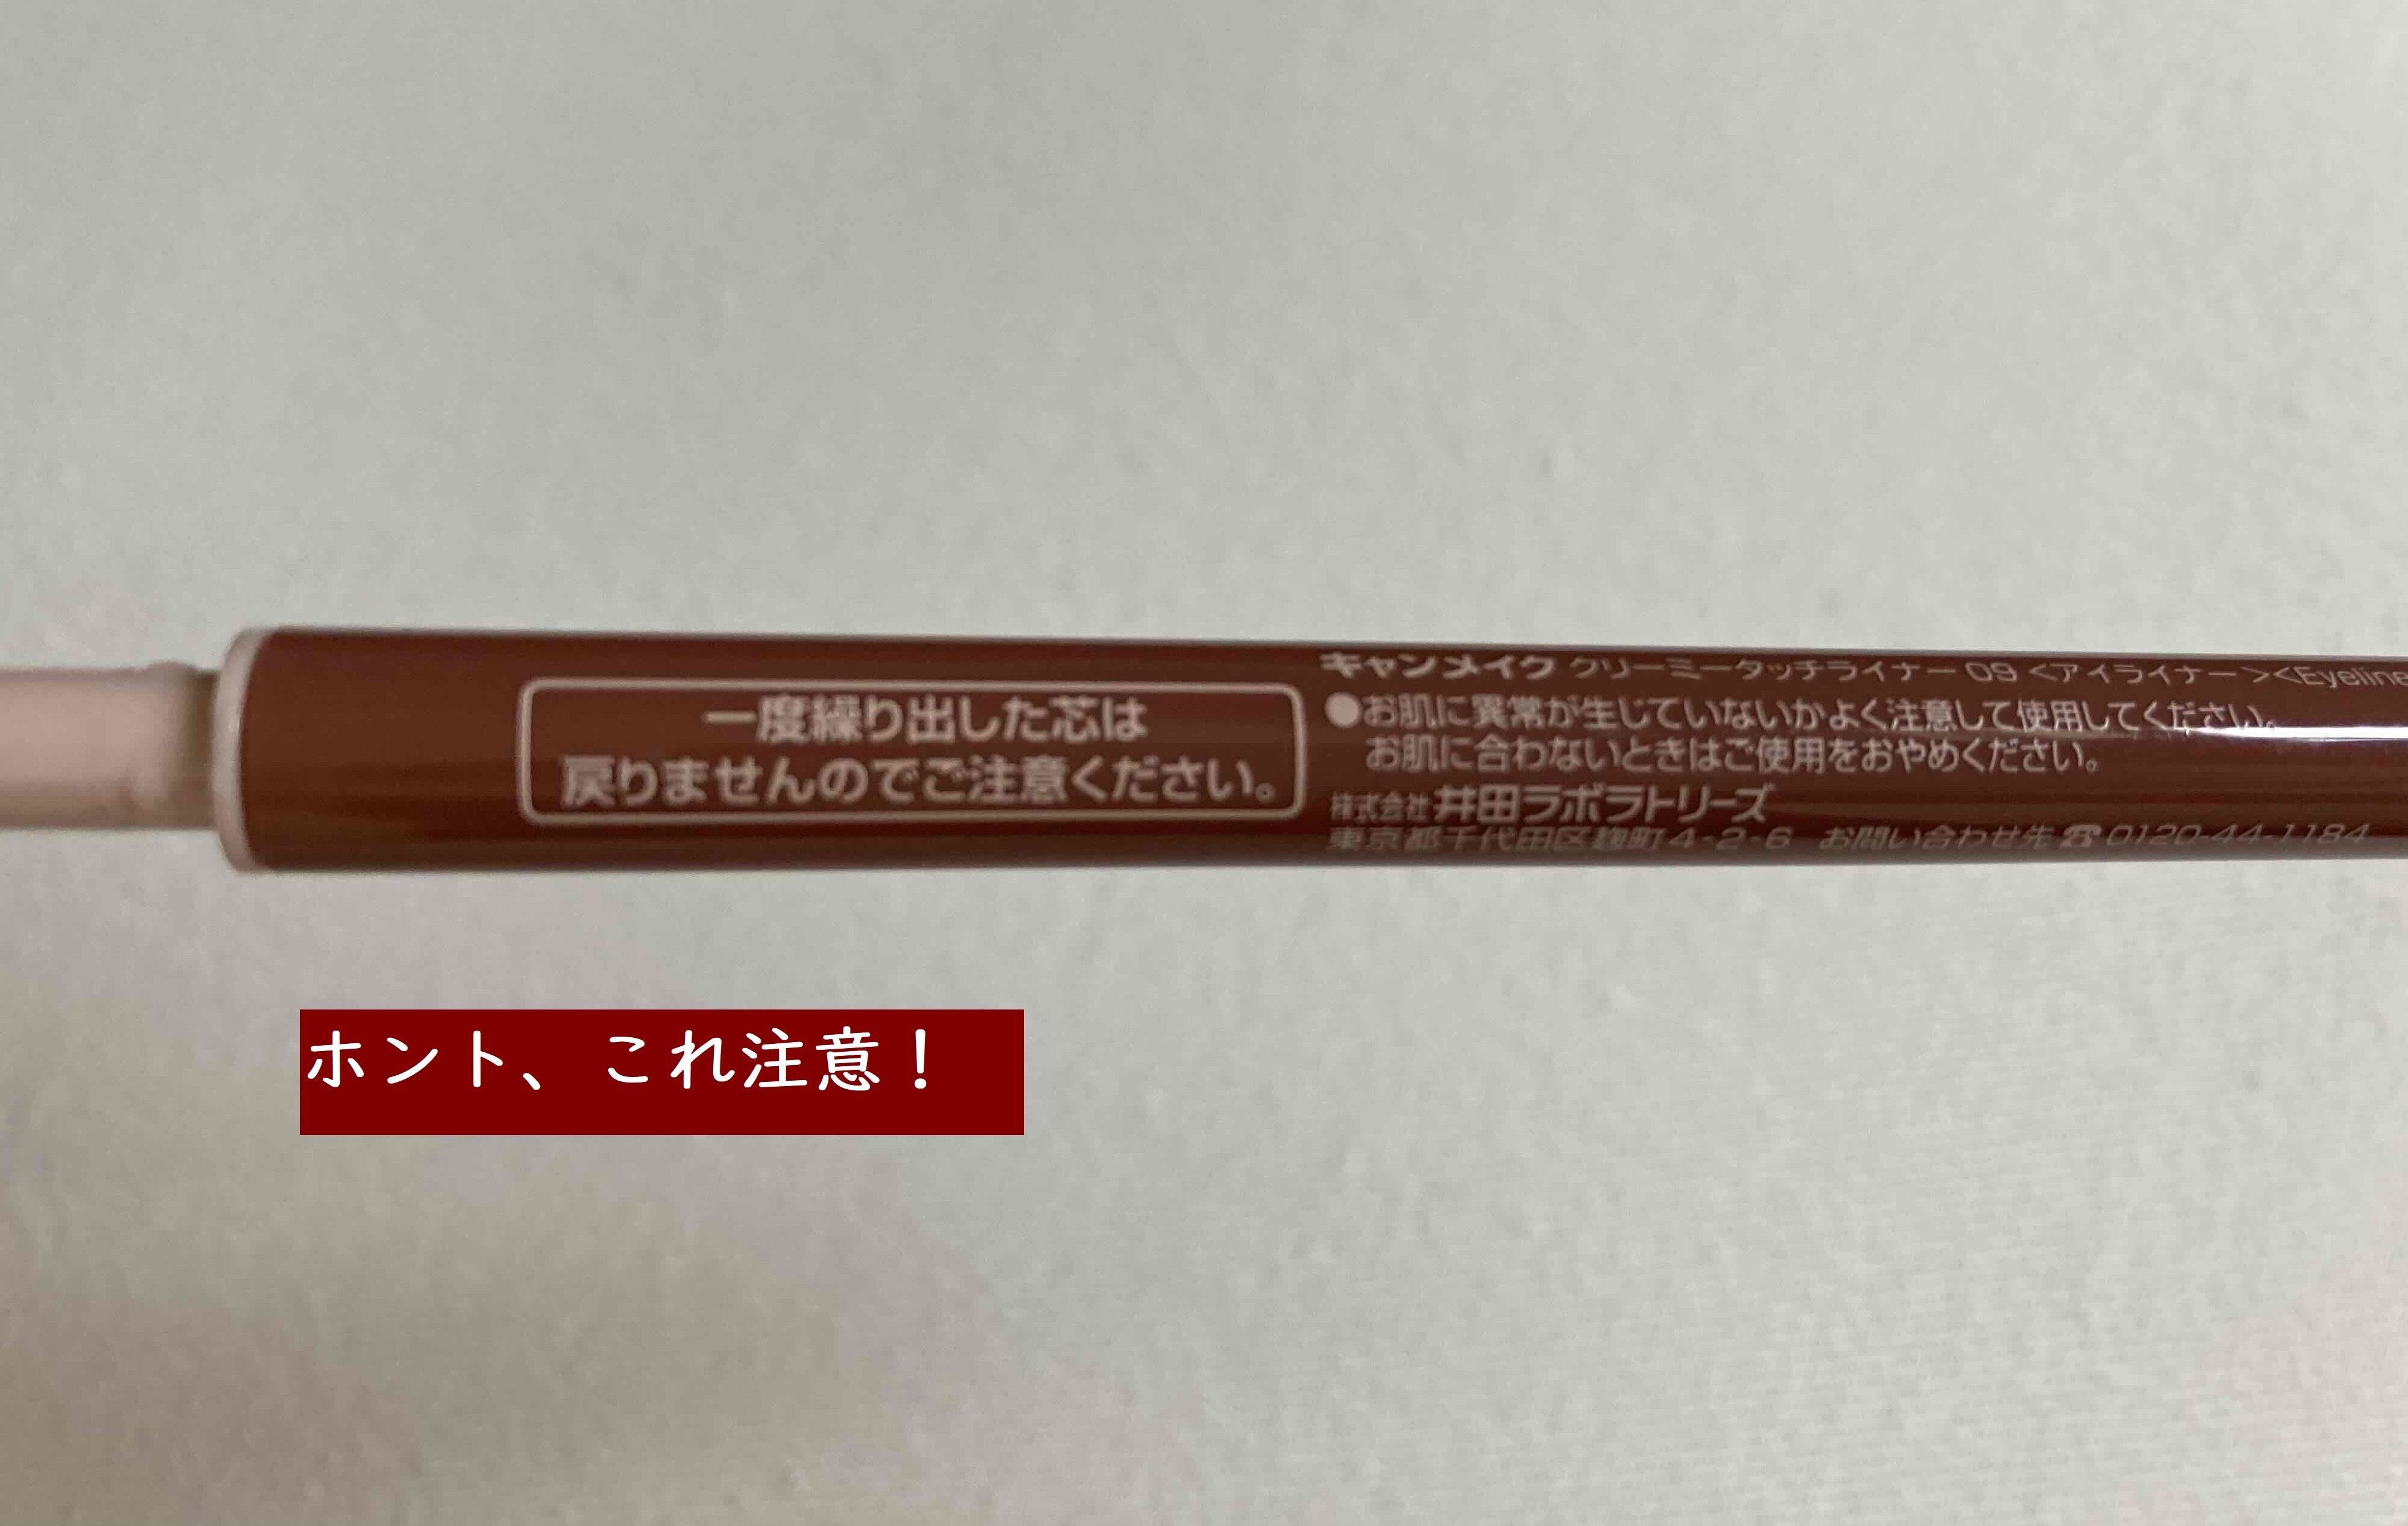 一度繰り出した芯は
戻りませんのでご注意ください。
キャンメイク クリーミータッチライナー 09 <アイライナー><Eyeline
●お肌に異常が生じていないかよく注意して使用してください。
お肌に合わないときはご使用をおやめください。
株式会社 井田ラボラトリーズ
東京都千代田区麹町4-2-6 お問い合わせ先 ☎0120-44-1184
ホント、これ注意！